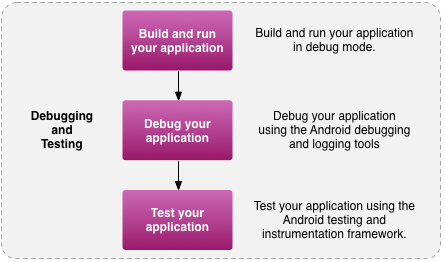 Build and run
your application
Build and run your application
in debug mode.
Debugging
and
Testing
Debug your
application
Debug your application
using the Android debugging
and logging tools
Test your
application
Test your application using the
Android testing and
instrumentation framework.